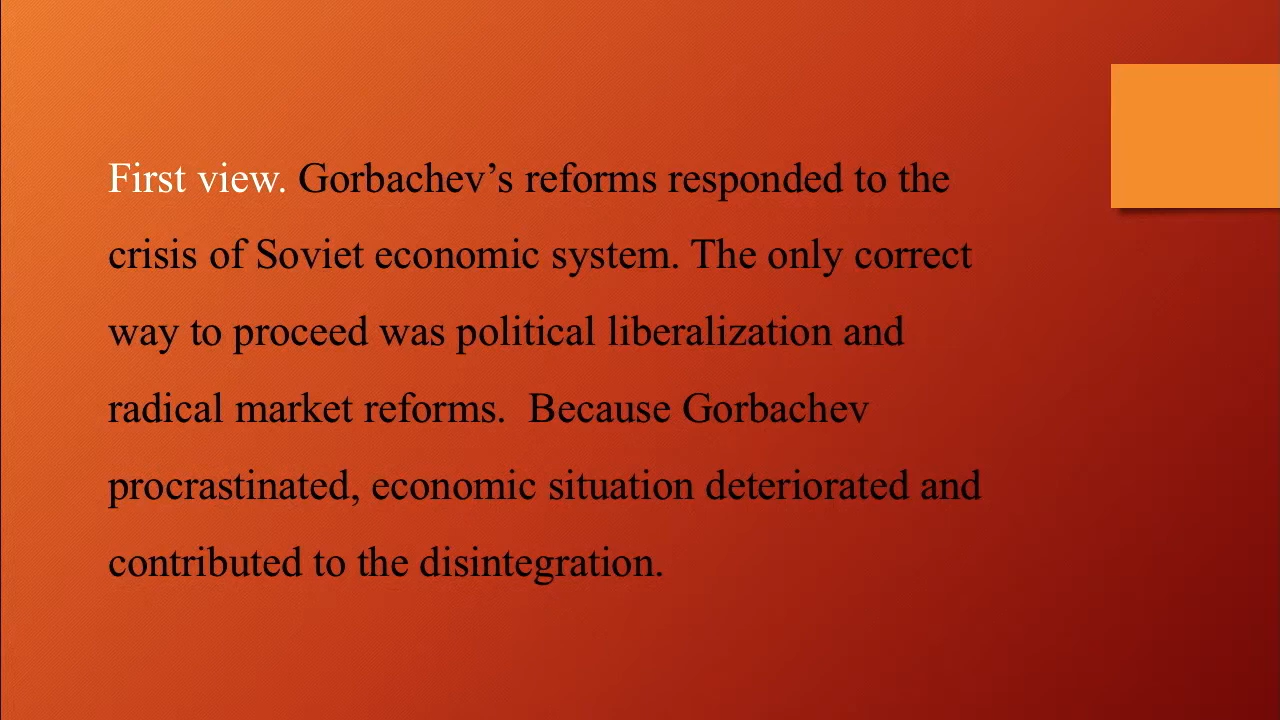 First view. Gorbachev’s reforms responded to the
crisis of Soviet economic system. The only correct
way to proceed was political liberalization and
radical market reforms.  Because Gorbachev
procrastinated, economic situation deteriorated and
contributed to the disintegration.